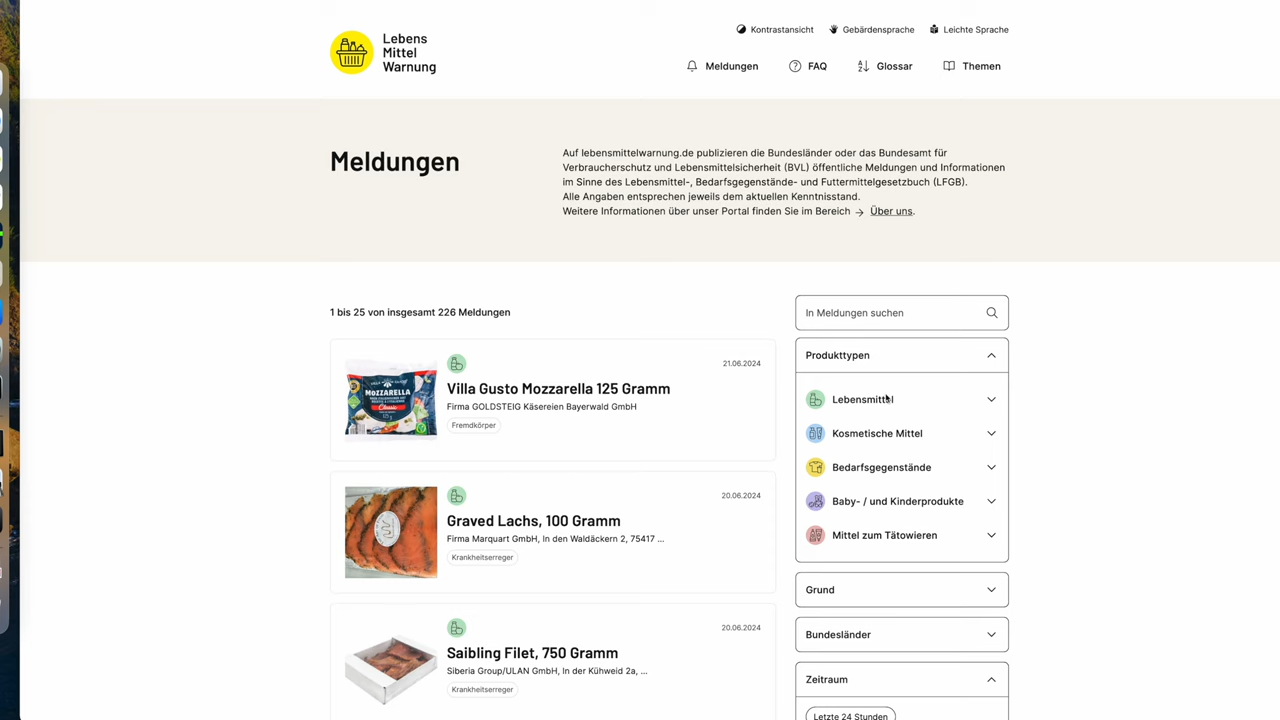 Lebens
Mittel
Warnung
Kontrastansicht
Gebärdensprache
Leichte Sprache
Meldungen
FAQ
Glossar
Themen
Meldungen
Auf lebensmittelwarnung.de publizieren die Bundesländer oder das Bundesamt für
Verbraucherschutz und Lebensmittelsicherheit (BVL) öffentliche Meldungen und Informationen
im Sinne des Lebensmittel-, Bedarfsgegenstände- und Futtermittelgesetzbuch (LFGB).
Alle Angaben entsprechen jeweils dem aktuellen Kenntnisstand.
Weitere Informationen über unser Portal finden Sie im Bereich → Über uns.
1 bis 25 von insgesamt 226 Meldungen
21.06.2024
Villa Gusto Mozzarella 125 Gramm
Firma GOLDSTEIG Käsereien Bayerwald GmbH
Fremdkörper
MOZZARELLA
Classic
20.06.2024
Graved Lachs, 100 Gramm
Firma Marquart GmbH, In den Waldäckern 2, 75417 ...
Krankheitserreger
20.06.2024
Saibling Filet, 750 Gramm
Siberia Group/ULAN GmbH, In der Kühweid 2a, ...
Krankheitserreger
In Meldungen suchen
Produkttypen
Lebensmittel
Kosmetische Mittel
Bedarfsgegenstände
Baby- / und Kinderprodukte
Mittel zum Tätowieren
Grund
Bundesländer
Zeitraum
Letzte 24 Stunden